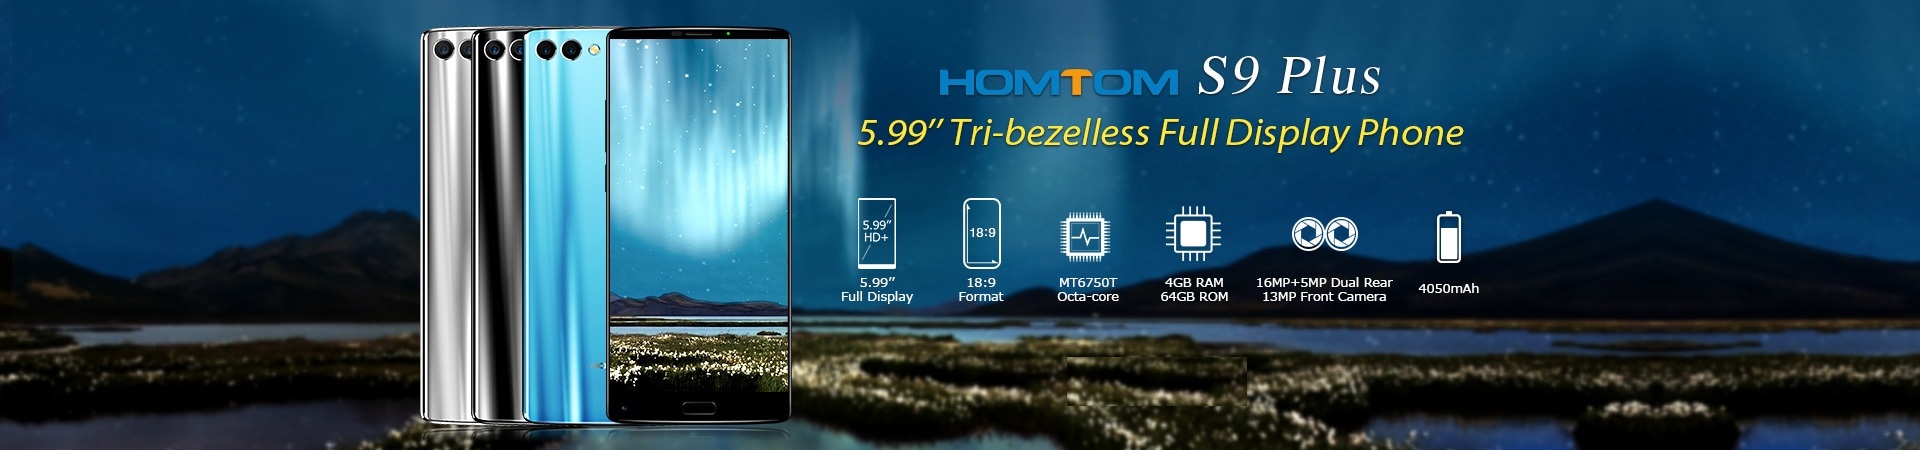 HOMTOM S9 Plus
5.99" Tri-bezelless Full Display Phone
5.99"
HD+
18:9
5.99"
Full Display
18:9
Format
MT6750T
Octa-core
4GB RAM
64GB ROM
16MP+5MP Dual Rear
13MP Front Camera
4050mAh